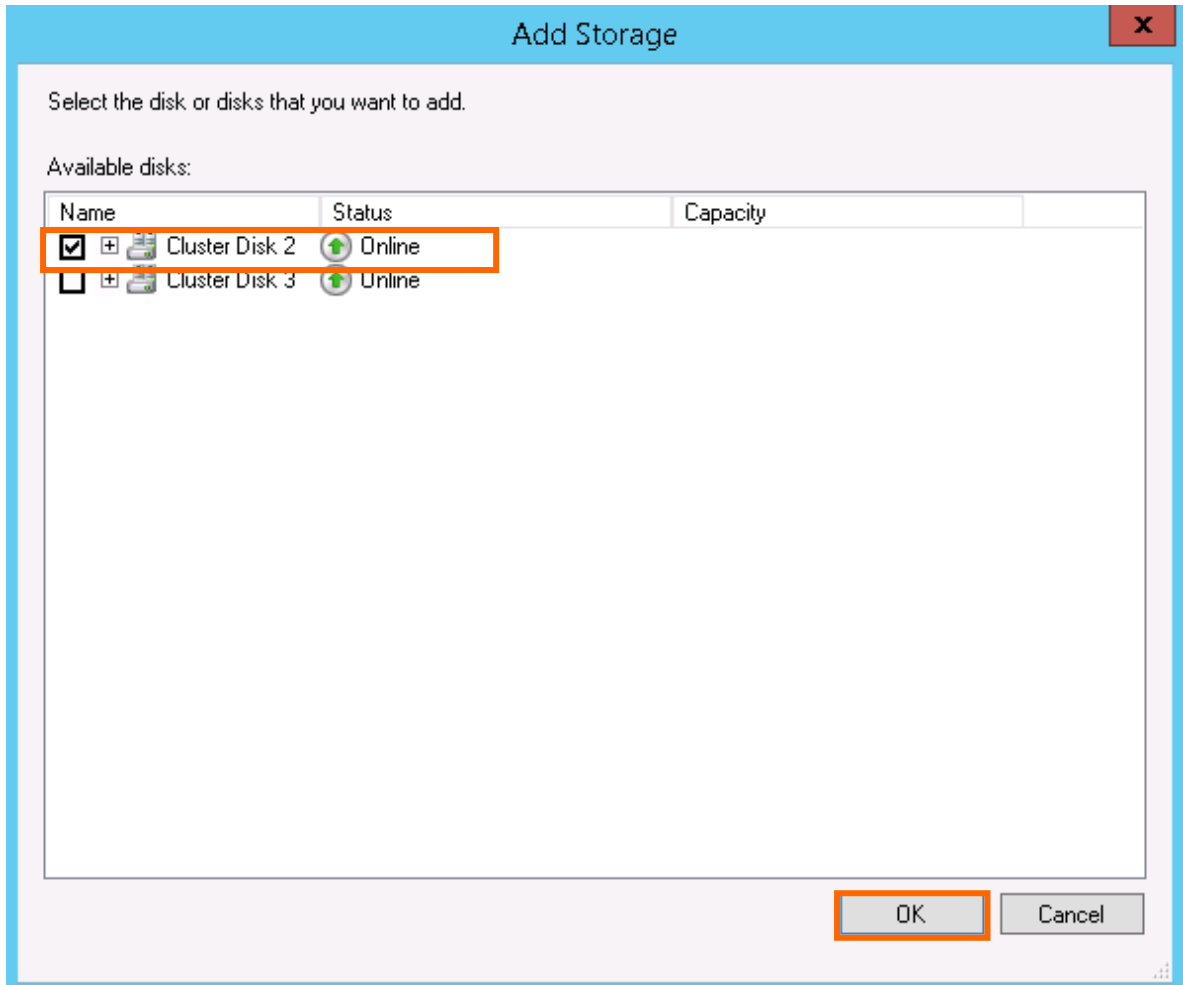 Add Storage
x
Select the disk or disks that you want to add.
Available disks:
Name Status Capacity
Cluster Disk 2 Online
Cluster Disk 3 Online
OK Cancel